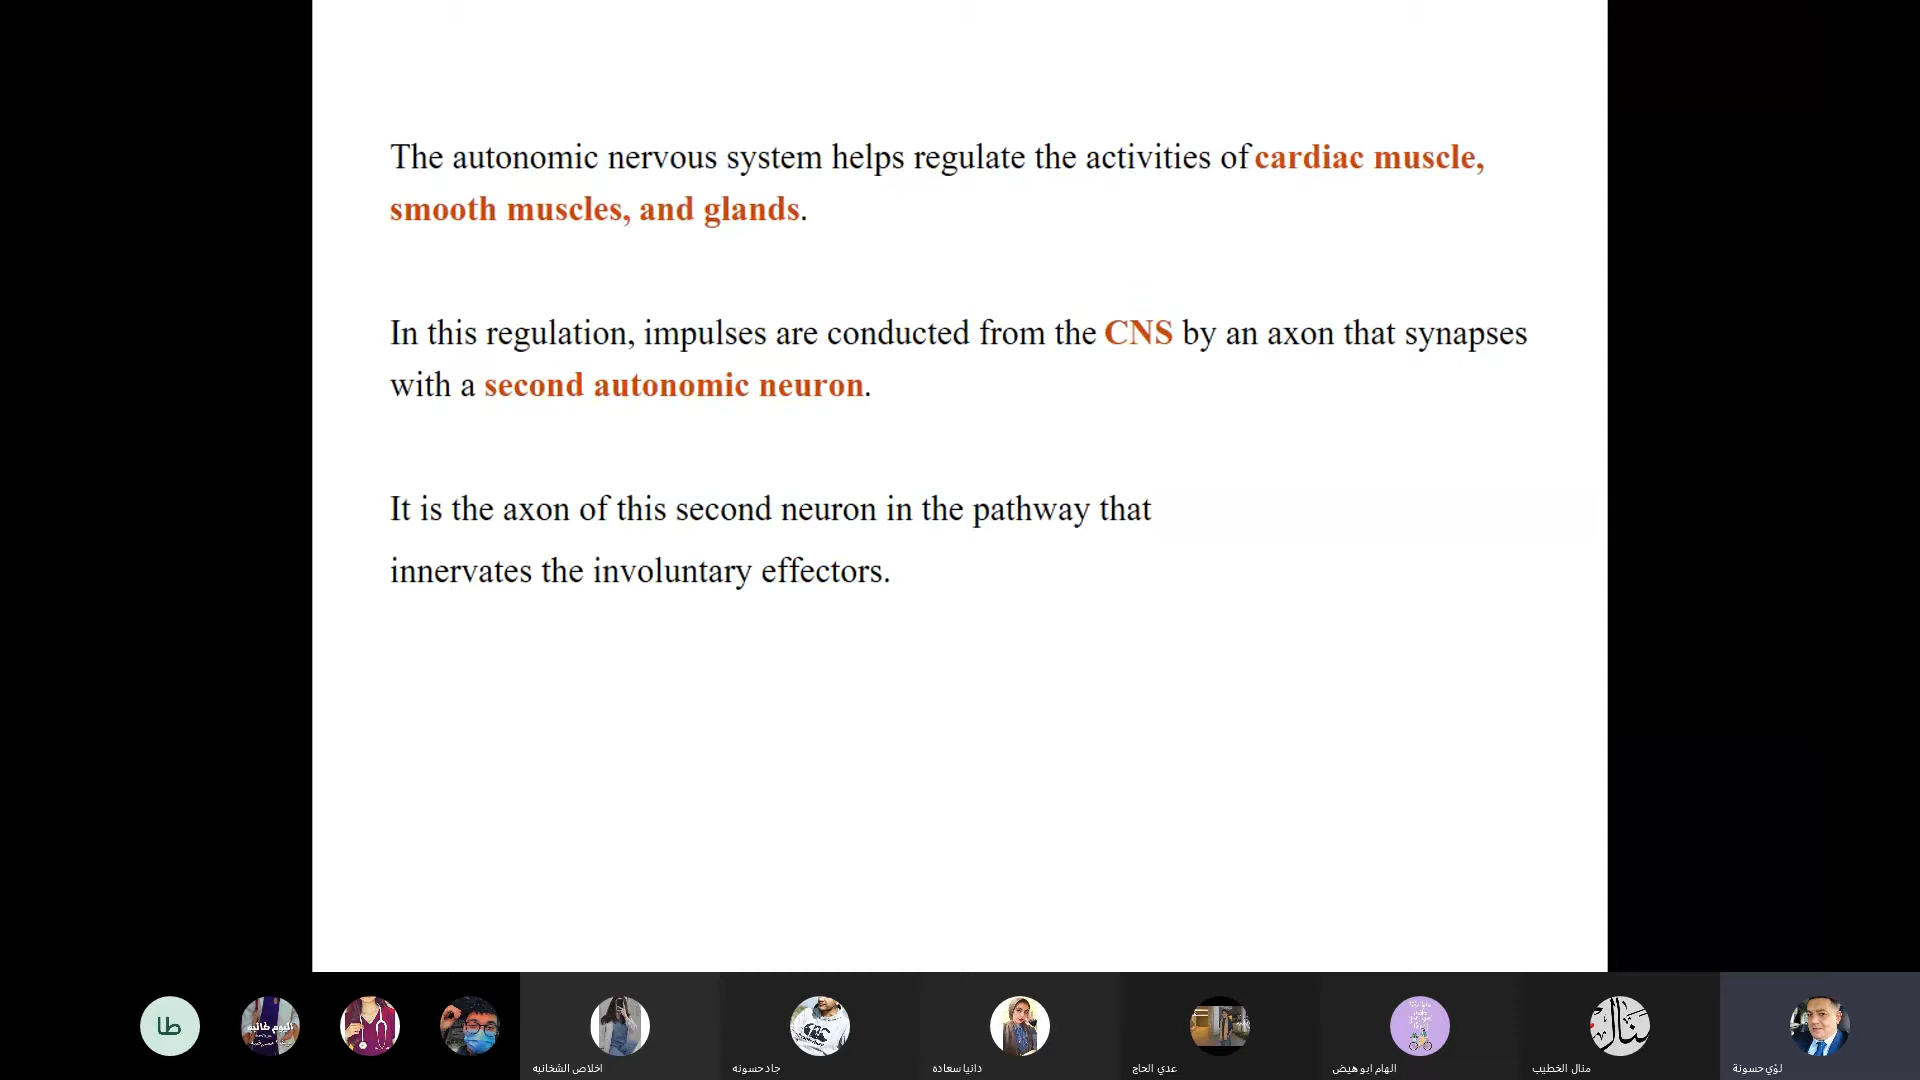 The autonomic nervous system helps regulate the activities of cardiac muscle,
smooth muscles, and glands.
In this regulation, impulses are conducted from the CNS by an axon that synapses
with a second autonomic neuron.
It is the axon of this second neuron in the pathway that
innervates the involuntary effectors.
طا
اليوم طالبه
منال
اخلاص الشخانبه
جاد حسونه
دانيا سعاده
عدي الحاج
الهام ابو هيض
منال الخطيب
لؤي حسونة